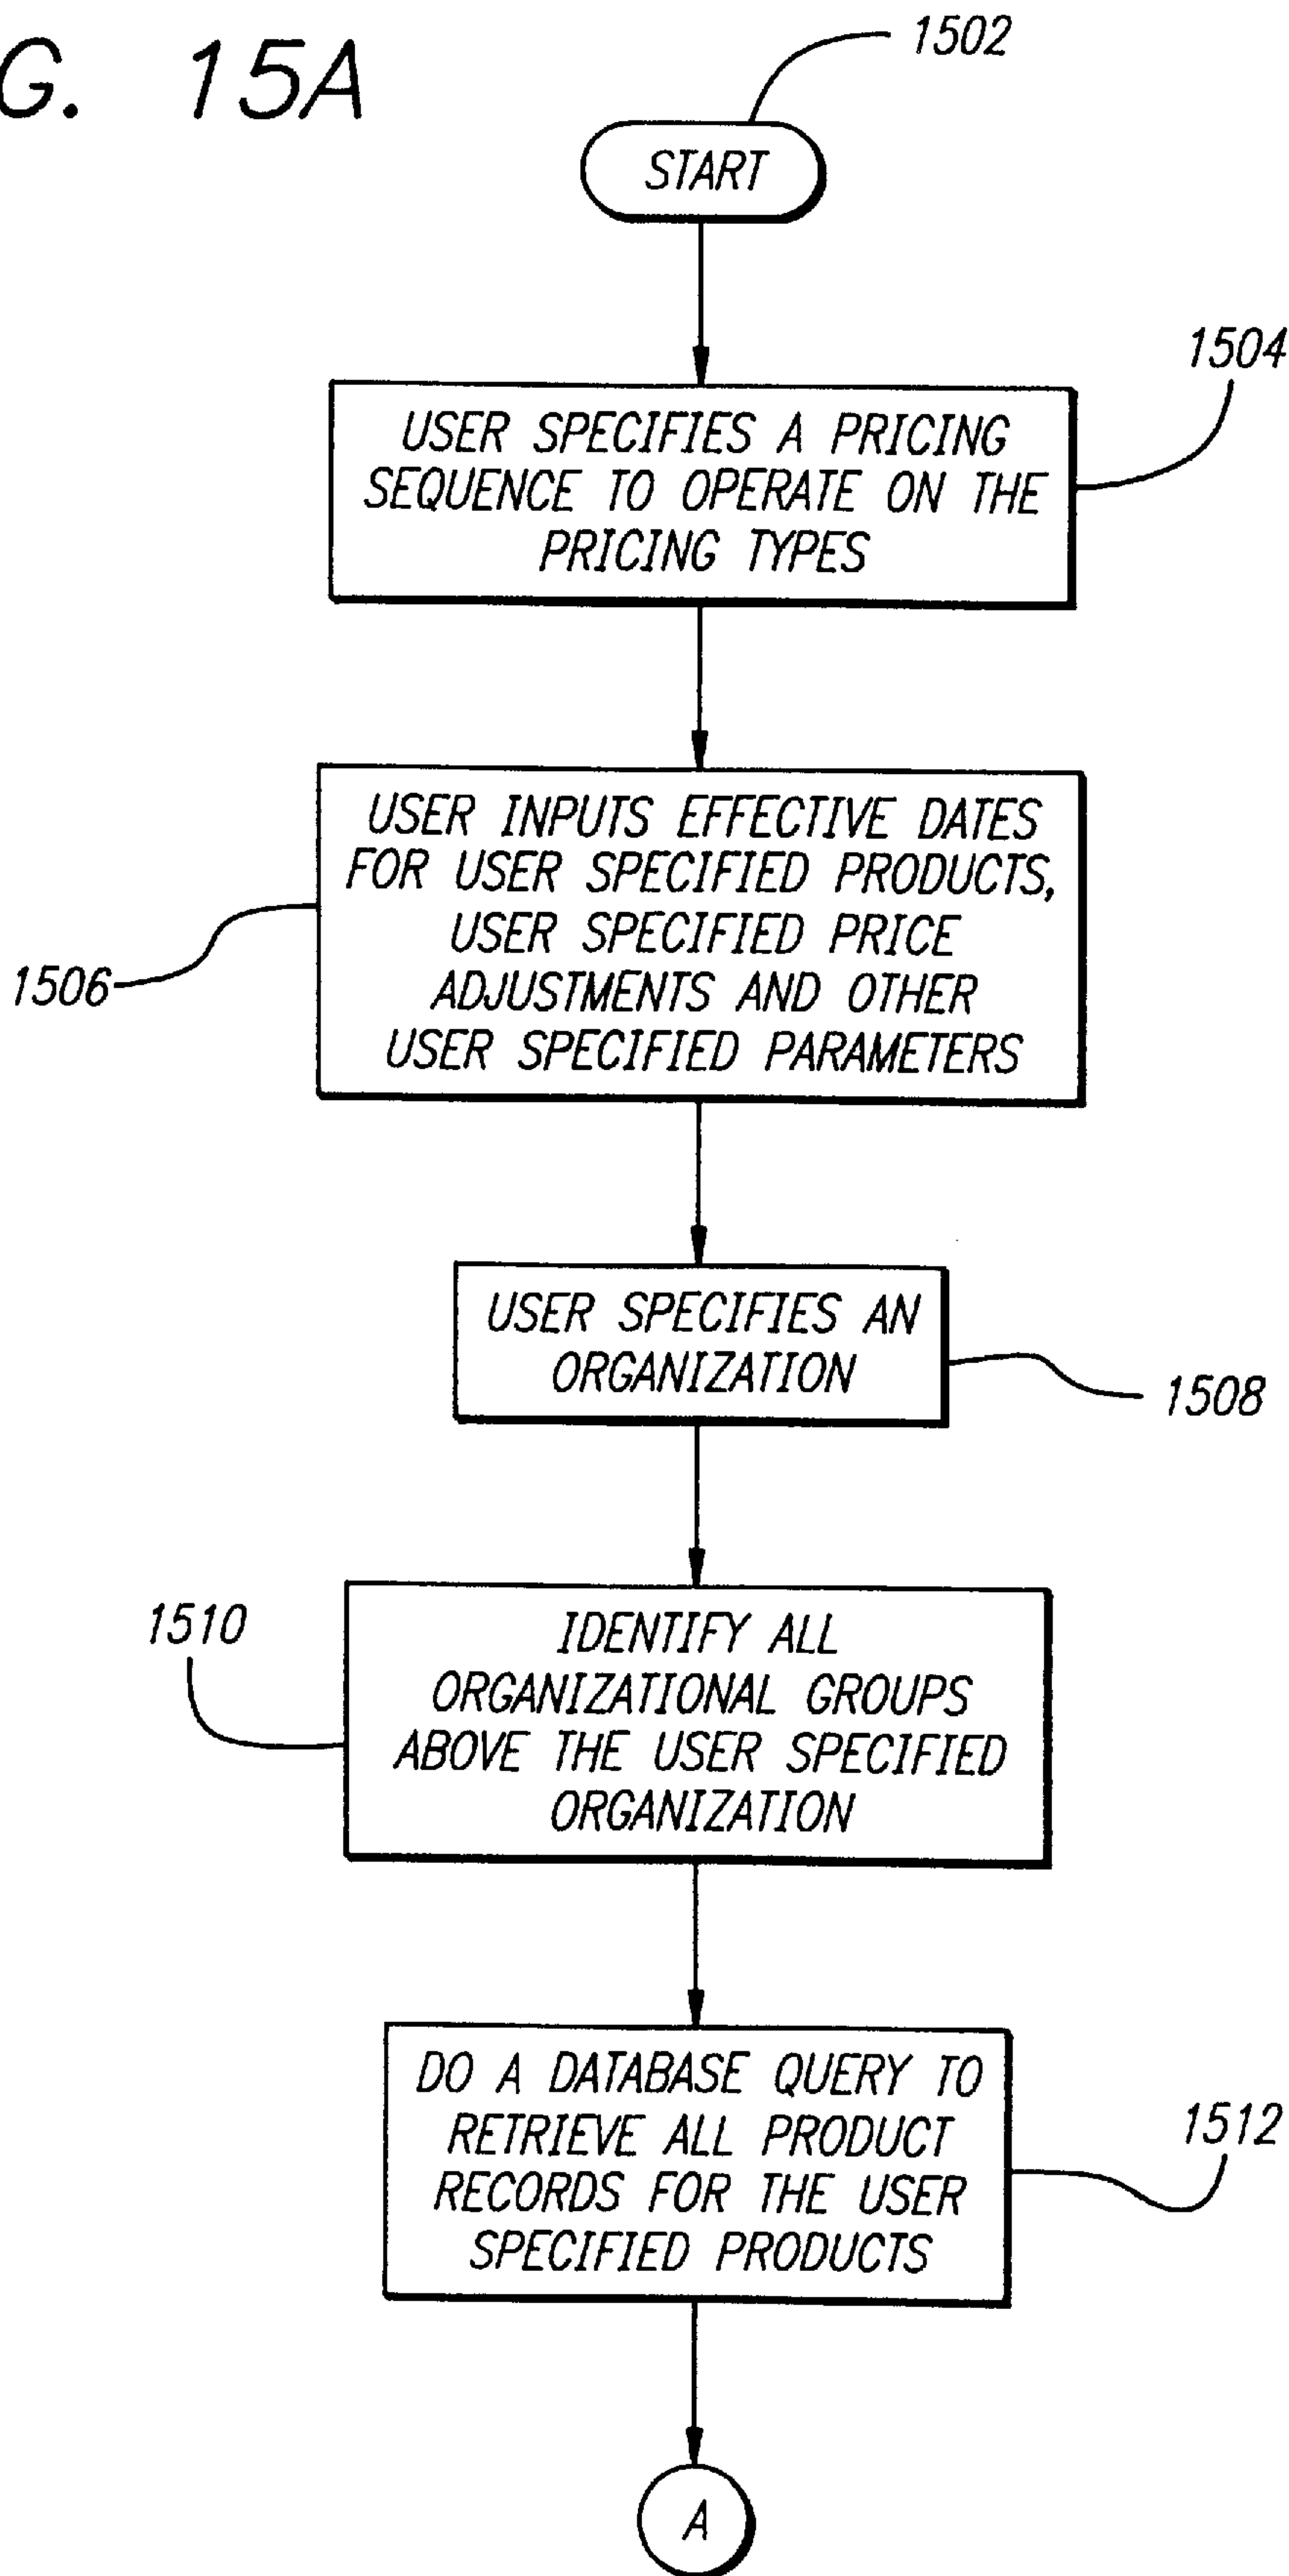 G. 15A
1502
START
1504
USER SPECIFIES A PRICING
SEQUENCE TO OPERATE ON THE
PRICING TYPES
USER INPUTS EFFECTIVE DATES
FOR USER SPECIFIED PRODUCTS,
USER SPECIFIED PRICE
ADJUSTMENTS AND OTHER
USER SPECIFIED PARAMETERS
1506
USER SPECIFIES AN
ORGANIZATION
1508
1510
IDENTIFY ALL
ORGANIZATIONAL GROUPS
ABOVE THE USER SPECIFIED
ORGANIZATION
DO A DATABASE QUERY TO
RETRIEVE ALL PRODUCT
RECORDS FOR THE USER
SPECIFIED PRODUCTS
1512
A